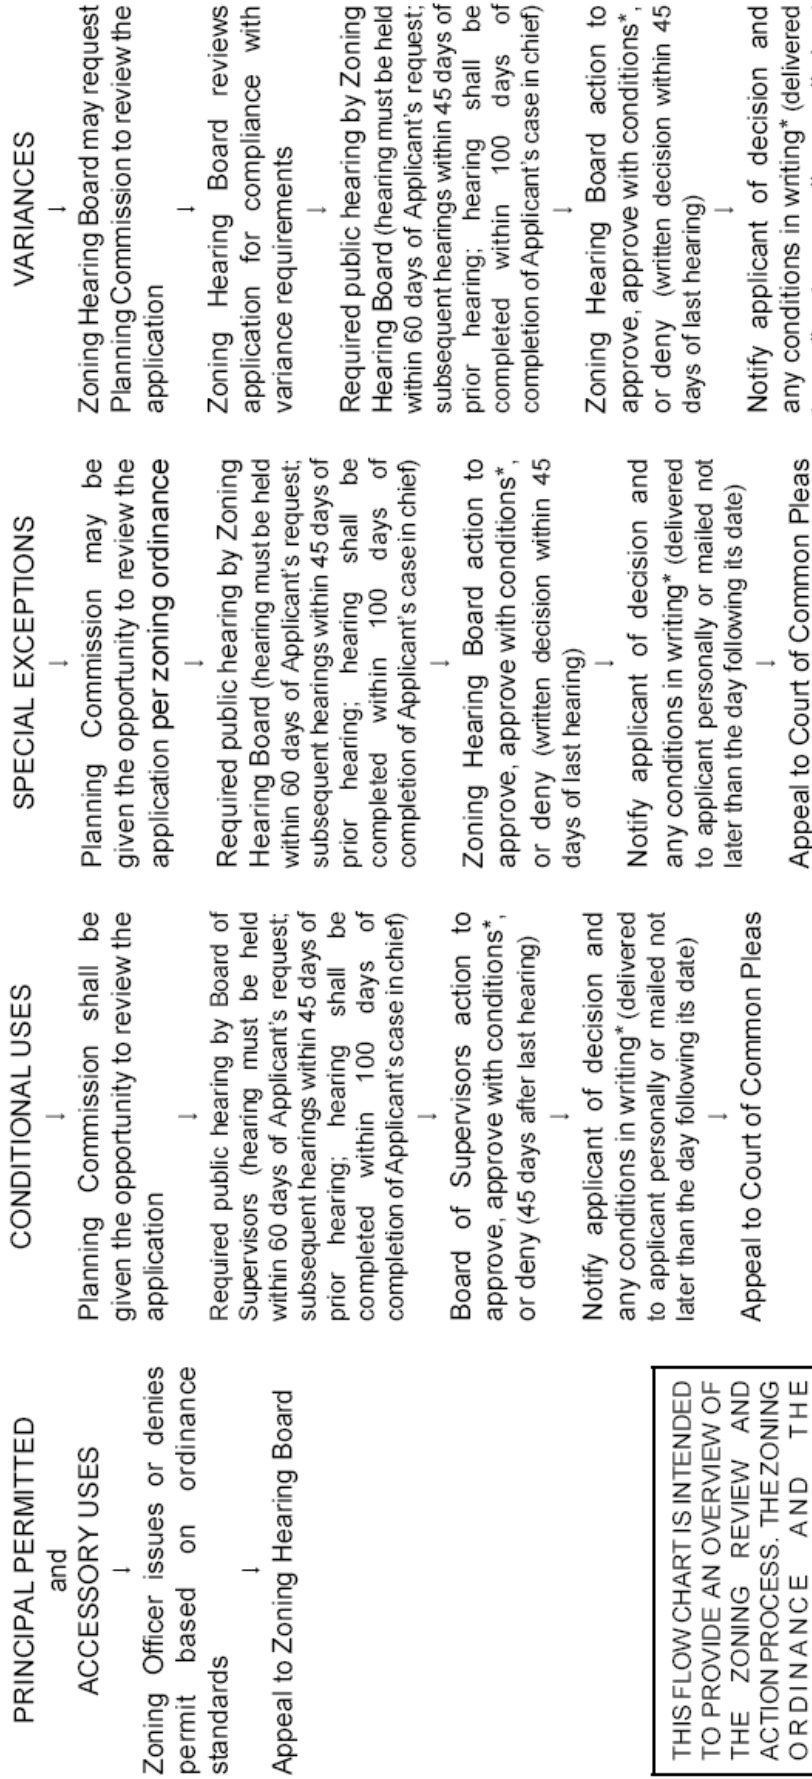 PRINCIPAL PERMITTED
and
ACCESSORY USES
↓
Zoning Officer issues or denies
permit based on ordinance
standards
↓
Appeal to Zoning Hearing Board
THIS FLOW CHART IS INTENDED
TO PROVIDE AN OVERVIEW OF
THE ZONING REVIEW AND
ACTION PROCESS. THE ZONING
ORDINANCE AND THE
CONDITIONAL USES
↓
Planning Commission shall be
given the opportunity to review the
application
↓
Required public hearing by Board of
Supervisors (hearing must be held
within 60 days of Applicant's request;
subsequent hearings within 45 days of
prior hearing; hearing shall be
completed within 100 days of
completion of Applicant's case in chief)
↓
Board of Supervisors action to
approve, approve with conditions*,
or deny (45 days after last hearing)
↓
Notify applicant of decision and
any conditions in writing* (delivered
to applicant personally or mailed not
later than the day following its date)
↓
Appeal to Court of Common Pleas
SPECIAL EXCEPTIONS
↓
Planning Commission may be
given the opportunity to review the
application per zoning ordinance
↓
Required public hearing by Zoning
Hearing Board (hearing must be held
within 60 days of Applicant's request;
subsequent hearings within 45 days of
prior hearing; hearing shall be
completed within 100 days of
completion of Applicant's case in chief)
↓
Zoning Hearing Board action to
approve, approve with conditions*,
or deny (written decision within 45
days of last hearing)
↓
Notify applicant of decision and
any conditions in writing* (delivered
to applicant personally or mailed not
later than the day following its date)
↓
Appeal to Court of Common Pleas
VARIANCES
↓
Zoning Hearing Board may request
Planning Commission to review the
application
↓
Zoning Hearing Board reviews
application for compliance with
variance requirements
↓
Required public hearing by Zoning
Hearing Board (hearing must be held
within 60 days of Applicant's request;
subsequent hearings within 45 days of
prior hearing; hearing shall be
completed within 100 days of
completion of Applicant's case in chief)
↓
Zoning Hearing Board action to
approve, approve with conditions*,
or deny (written decision within 45
days of last hearing)
↓
Notify applicant of decision and
any conditions in writing* (delivered